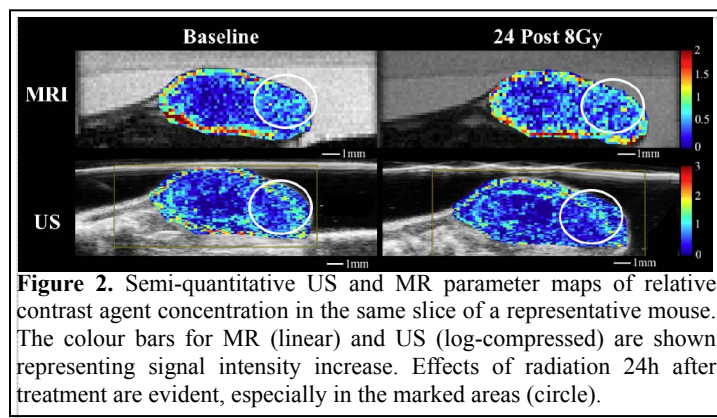 Baseline
24 Post 8Gy
MRI
2
1.5
1
0.5
0
1mm
1mm
US
3
2
1
0
1mm
1mm
Figure 2. Semi-quantitative US and MR parameter maps of relative
contrast agent concentration in the same slice of a representative mouse.
The colour bars for MR (linear) and US (log-compressed) are shown
representing signal intensity increase. Effects of radiation 24h after
treatment are evident, especially in the marked areas (circle).